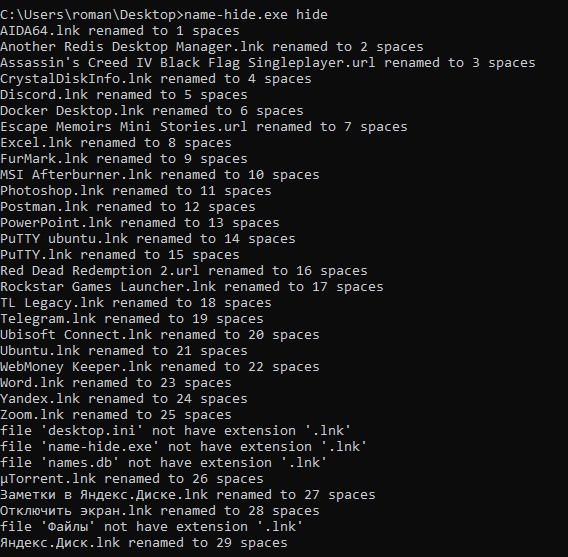 C:\Users\roman\Desktop>name-hide.exe hide
AIDA64.lnk renamed to 1 spaces
Another Redis Desktop Manager.lnk renamed to 2 spaces
Assassin's Creed IV Black Flag Singleplayer.url renamed to 3 spaces
CrystalDiskInfo.lnk renamed to 4 spaces
Discord.lnk renamed to 5 spaces
Docker Desktop.lnk renamed to 6 spaces
Escape Memoirs Mini Stories.url renamed to 7 spaces
Excel.lnk renamed to 8 spaces
FurMark.lnk renamed to 9 spaces
MSI Afterburner.lnk renamed to 10 spaces
Photoshop.lnk renamed to 11 spaces
Postman.lnk renamed to 12 spaces
PowerPoint.lnk renamed to 13 spaces
PuTTY ubuntu.lnk renamed to 14 spaces
PuTTY.lnk renamed to 15 spaces
Red Dead Redemption 2.url renamed to 16 spaces
Rockstar Games Launcher.lnk renamed to 17 spaces
TL Legacy.lnk renamed to 18 spaces
Telegram.lnk renamed to 19 spaces
Ubisoft Connect.lnk renamed to 20 spaces
Ubuntu.lnk renamed to 21 spaces
WebMoney Keeper.lnk renamed to 22 spaces
Word.lnk renamed to 23 spaces
Yandex.lnk renamed to 24 spaces
Zoom.lnk renamed to 25 spaces
file 'desktop.ini' not have extension '.lnk'
file 'name-hide.exe' not have extension '.lnk'
file 'names.db' not have extension '.lnk'
µTorrent.lnk renamed to 26 spaces
Заметки в Яндекс.Диске.lnk renamed to 27 spaces
Отключить экран.lnk renamed to 28 spaces
file 'Файлы' not have extension '.lnk'
Яндекс.Диск.lnk renamed to 29 spaces